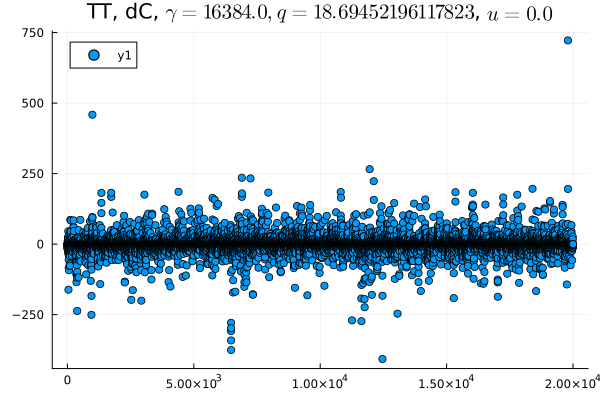 TT, dC, γ = 16384.0, q = 18.69452196117823, u = 0.0
750
y1
500
250
0
−250
0 5.00×10³ 1.00×10⁴ 1.50×10⁴ 2.00×10⁴